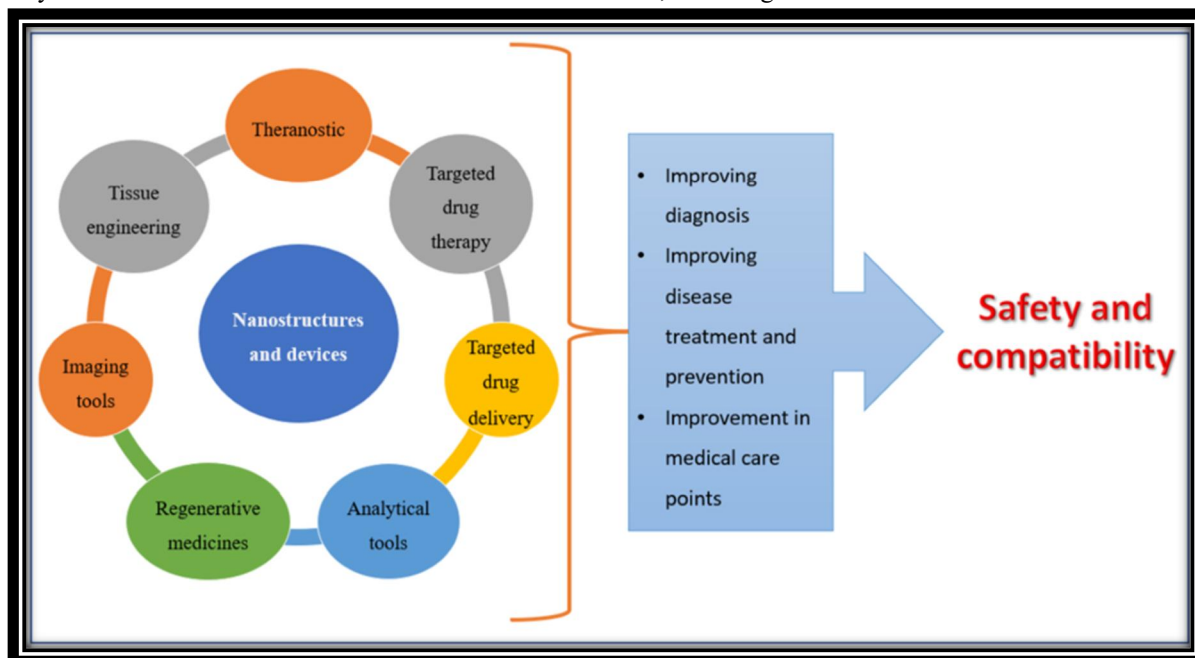 Theranostic
Targeted
drug
therapy
Targeted
drug
delivery
Analytical
tools
Regenerative
medicines
Imaging
tools
Tissue
engineering
Nanostructures
and devices
• Improving
diagnosis
• Improving
disease
treatment and
prevention
• Improvement in
medical care
points
Safety and
compatibility